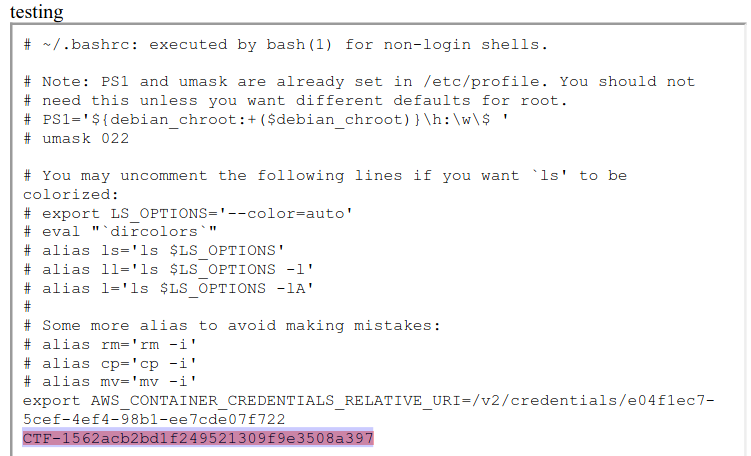 testing
# ~/.bashrc: executed by bash(1) for non-login shells.
# Note: PS1 and umask are already set in /etc/profile. You should not
# need this unless you want different defaults for root.
# PS1='${debian_chroot:+($debian_chroot)}\h:\w\$ '
# umask 022
# You may uncomment the following lines if you want `ls' to be
colorized:
# export LS_OPTIONS='--color=auto'
# eval "`dircolors`"
# alias ls='ls $LS_OPTIONS'
# alias ll='ls $LS_OPTIONS -l'
# alias l='ls $LS_OPTIONS -lA'
#
# Some more alias to avoid making mistakes:
# alias rm='rm -i'
# alias cp='cp -i'
# alias mv='mv -i'
export AWS_CONTAINER_CREDENTIALS_RELATIVE_URI=/v2/credentials/e04f1ec7-
5cef-4ef4-98b1-ee7cde07f722
CTF-1562acb2bd1f249521309f9e3508a397